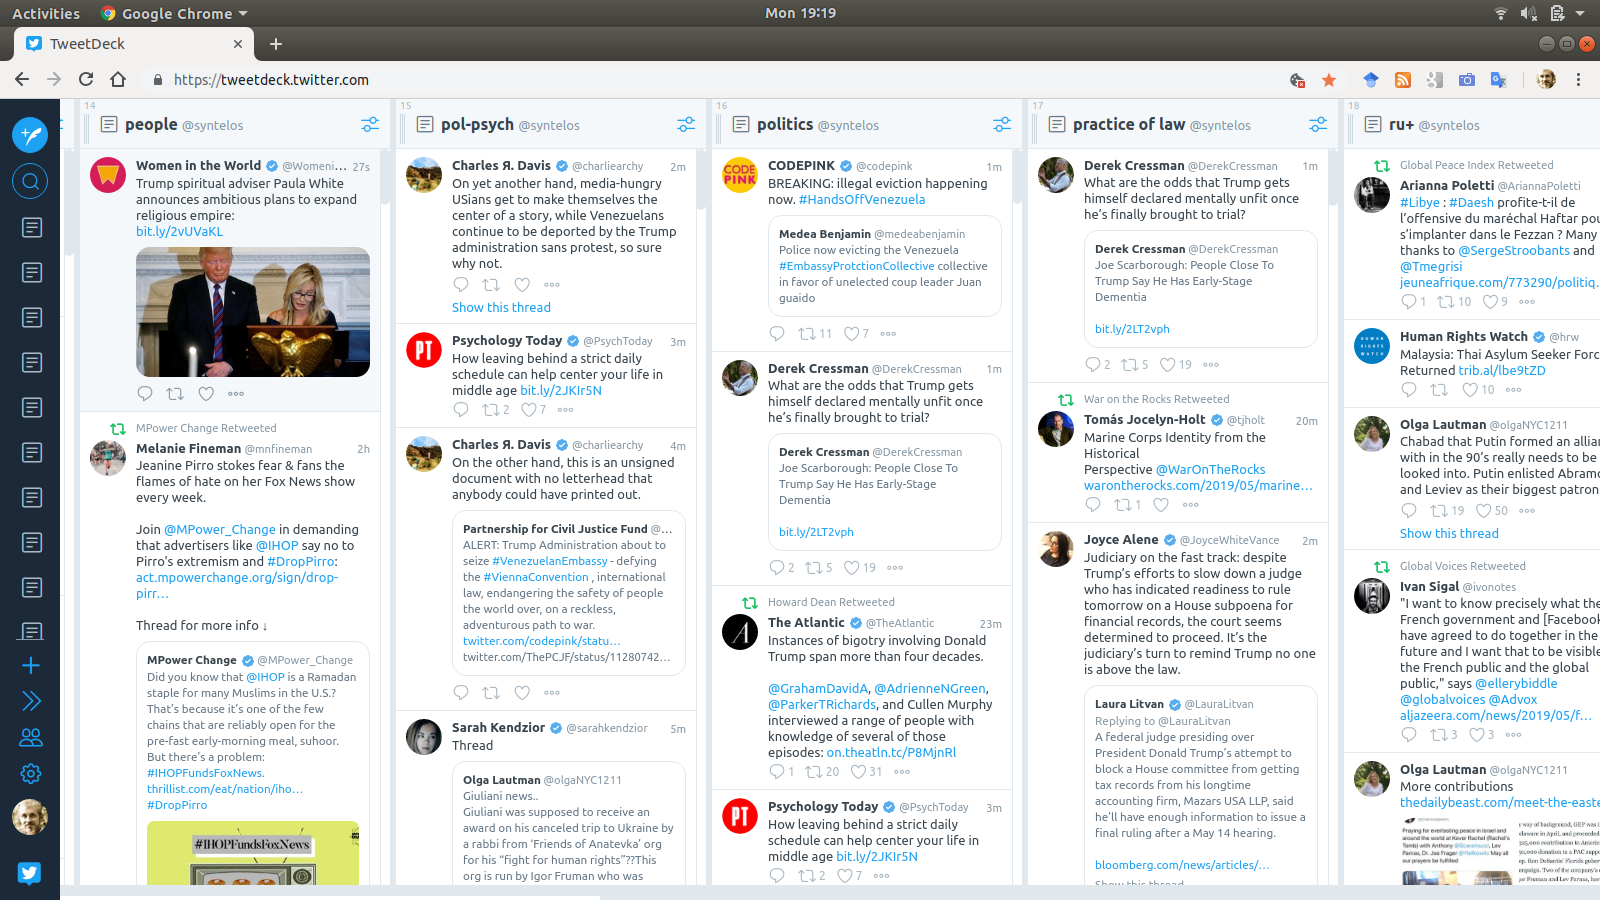 Activities
Google Chrome
Mon 19:19
TweetDeck
https://tweetdeck.twitter.com
14
people @syntelos
Women in the World @Womeni... 27s
Trump spiritual adviser Paula White
announces ambitious plans to expand
religious empire:
bit.ly/2vUVaKL
MPower Change Retweeted
Melanie Fineman @mnfineman 2h
Jeanine Pirro stokes fear & fans the
flames of hate on her Fox News show
every week.
Join @MPower_Change in demanding
that advertisers like @IHOP say no to
Pirro's extremism and #DropPirro:
act.mpowerchange.org/sign/drop-
pirr…
Thread for more info ↓
MPower Change @MPower_Change
Did you know that @IHOP is a Ramadan
staple for many Muslims in the U.S.?
That's because it's one of the few
chains that are reliably open for the
pre-fast early-morning meal, suhoor.
But there's a problem:
#IHOPFundsFoxNews.
thrillist.com/eat/nation/iho…
#DropPirro
#IHOPFundsFoxNews
15
pol-psych @syntelos
Charles Я. Davis @charliearchy 2m
On yet another hand, media-hungry
USians get to make themselves the
center of a story, while Venezuelans
continue to be deported by the Trump
administration sans protest, so sure
why not.
Show this thread
PT
Psychology Today @PsychToday 3m
How leaving behind a strict daily
schedule can help center your life in
middle age bit.ly/2JKIr5N
2 7
Charles Я. Davis @charliearchy 4m
On the other hand, this is an unsigned
document with no letterhead that
anybody could have printed out.
Partnership for Civil Justice Fund @...
ALERT: Trump Administration about to
seize #VenezuelanEmbassy - defying
the #ViennaConvention , international
law, endangering the safety of people
the world over, on a reckless,
adventurous path to war.
twitter.com/codepink/statu…
twitter.com/ThePCJF/status/11280742…
Sarah Kendzior @sarahkendzior 5m
Thread
Olga Lautman @olgaNYC1211
Giuliani news..
Giuliani was supposed to receive an
award on his canceled trip to Ukraine by
a rabbi from 'Friends of Anatevka' org
for his "fight for human rights"??This
org is run by Igor Fruman who was
16
politics @syntelos
CODE
PINK
CODEPINK @codepink 1m
BREAKING: illegal eviction happening
now. #HandsOffVenezuela
Medea Benjamin @medeabenjamin
Police now evicting the Venezuela
#EmbassyProtctionCollective collective
in favor of unelected coup leader Juan
guaido
11 7
Derek Cressman @DerekCressman 1m
What are the odds that Trump gets
himself declared mentally unfit once
he's finally brought to trial?
Derek Cressman @DerekCressman
Joe Scarborough: People Close To
Trump Say He Has Early-Stage
Dementia
bit.ly/2LT2vph
2 5 19
Howard Dean Retweeted
A
The Atlantic @TheAtlantic 23m
Instances of bigotry involving Donald
Trump span more than four decades.
@GrahamDavidA, @AdrienneNGreen,
@ParkerTRichards, and Cullen Murphy
interviewed a range of people with
knowledge of several of those
episodes: on.theatln.tc/P8MjnRl
1 20 31
PT
Psychology Today @PsychToday 3m
How leaving behind a strict daily
schedule can help center your life in
middle age bit.ly/2JKIr5N
2 7
17
practice of law @syntelos
Derek Cressman @DerekCressman 1m
What are the odds that Trump gets
himself declared mentally unfit once
he's finally brought to trial?
Derek Cressman @DerekCressman
Joe Scarborough: People Close To
Trump Say He Has Early-Stage
Dementia
bit.ly/2LT2vph
2 5 19
War on the Rocks Retweeted
Tomás Jocelyn-Holt @tjholt 20m
Marine Corps Identity from the
Historical
Perspective @WarOnTheRocks
warontherocks.com/2019/05/marine…
1
Joyce Alene @JoyceWhiteVance 2m
Judiciary on the fast track: despite
Trump's efforts to slow down a judge
who has indicated readiness to rule
tomorrow on a House subpoena for
financial records, the court seems
determined to proceed. It's the
judiciary's turn to remind Trump no one
is above the law.
Laura Litvan @LauraLitvan
Replying to @LauraLitvan
A federal judge presiding over
President Donald Trump's attempt to
block a House committee from getting
tax records from his longtime
accounting firm, Mazars USA LLP, said
he'll have enough information to issue a
final ruling after a May 14 hearing.
bloomberg.com/news/articles/…
Show this thread
18
ru+ @syntelos
Global Peace Index Retweeted
Arianna Poletti @AriannaPoletti
#Libye : #Daesh profite-t-il de
l'offensive du maréchal Haftar pou
s'implanter dans le Fezzan ? Many
thanks to @SergeStroobants and
@Tmegrisi
jeuneafrique.com/773290/politiq…
1 10 9
HUMAN
RIGHTS
WATCH
Human Rights Watch @hrw
Malaysia: Thai Asylum Seeker Forc
Returned trib.al/lbe9tZD
10
Olga Lautman @olgaNYC1211
Chabad that Putin formed an allian
with in the 90's really needs to be
looked into. Putin enlisted Abramo
and Leviev as their biggest patron
19 50
Show this thread
Global Voices Retweeted
Ivan Sigal @ivonotes
"I want to know precisely what the
French government and [Facebook
have agreed to do together in the
future and I want that to be visible
the French public and the global
public," says @ellerybiddle
@globalvoices @Advox
aljazeera.com/news/2019/05/f…
3 3
Olga Lautman @olgaNYC1211
More contributions
thedailybeast.com/meet-the-easte
Praying for everlasting peace in israel and
around the world at Kever Rachel (Rachel's
Tomb) with Anthony
Parnas, Dr. Joe Frager
our prayers be fulfilled